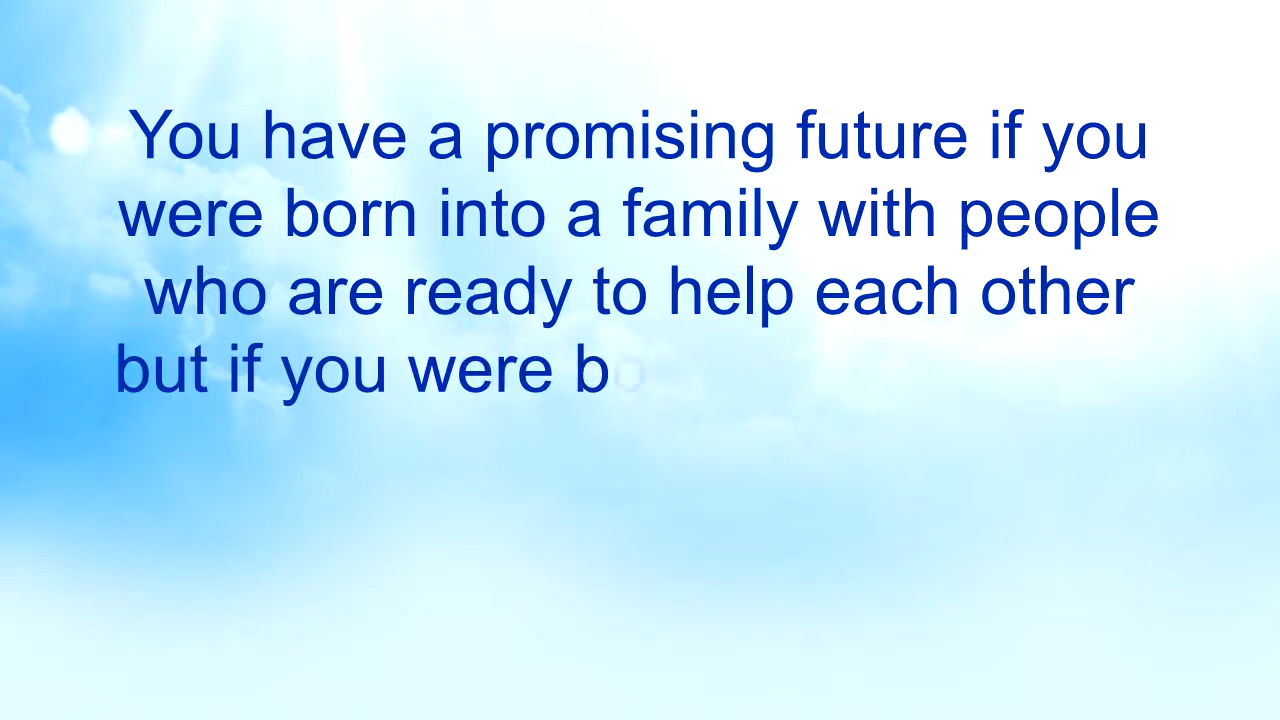 You have a promising future if you
were born into a family with people
who are ready to help each other
but if you were bo